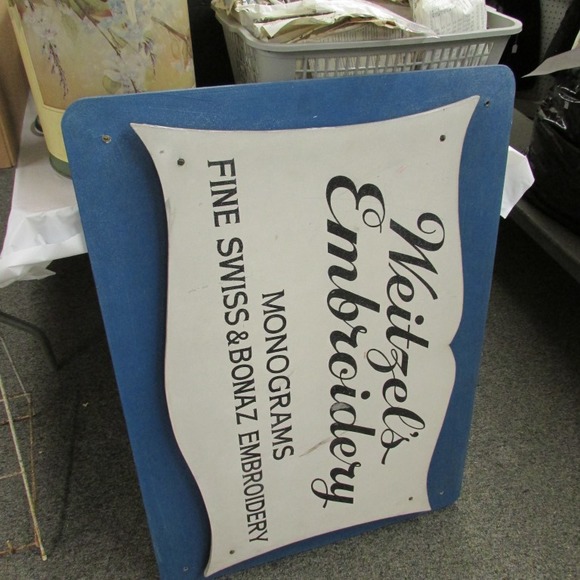 Weitzel's
Embroidery
MONOGRAMS
FINE SWISS & BONAZ EMBROIDERY